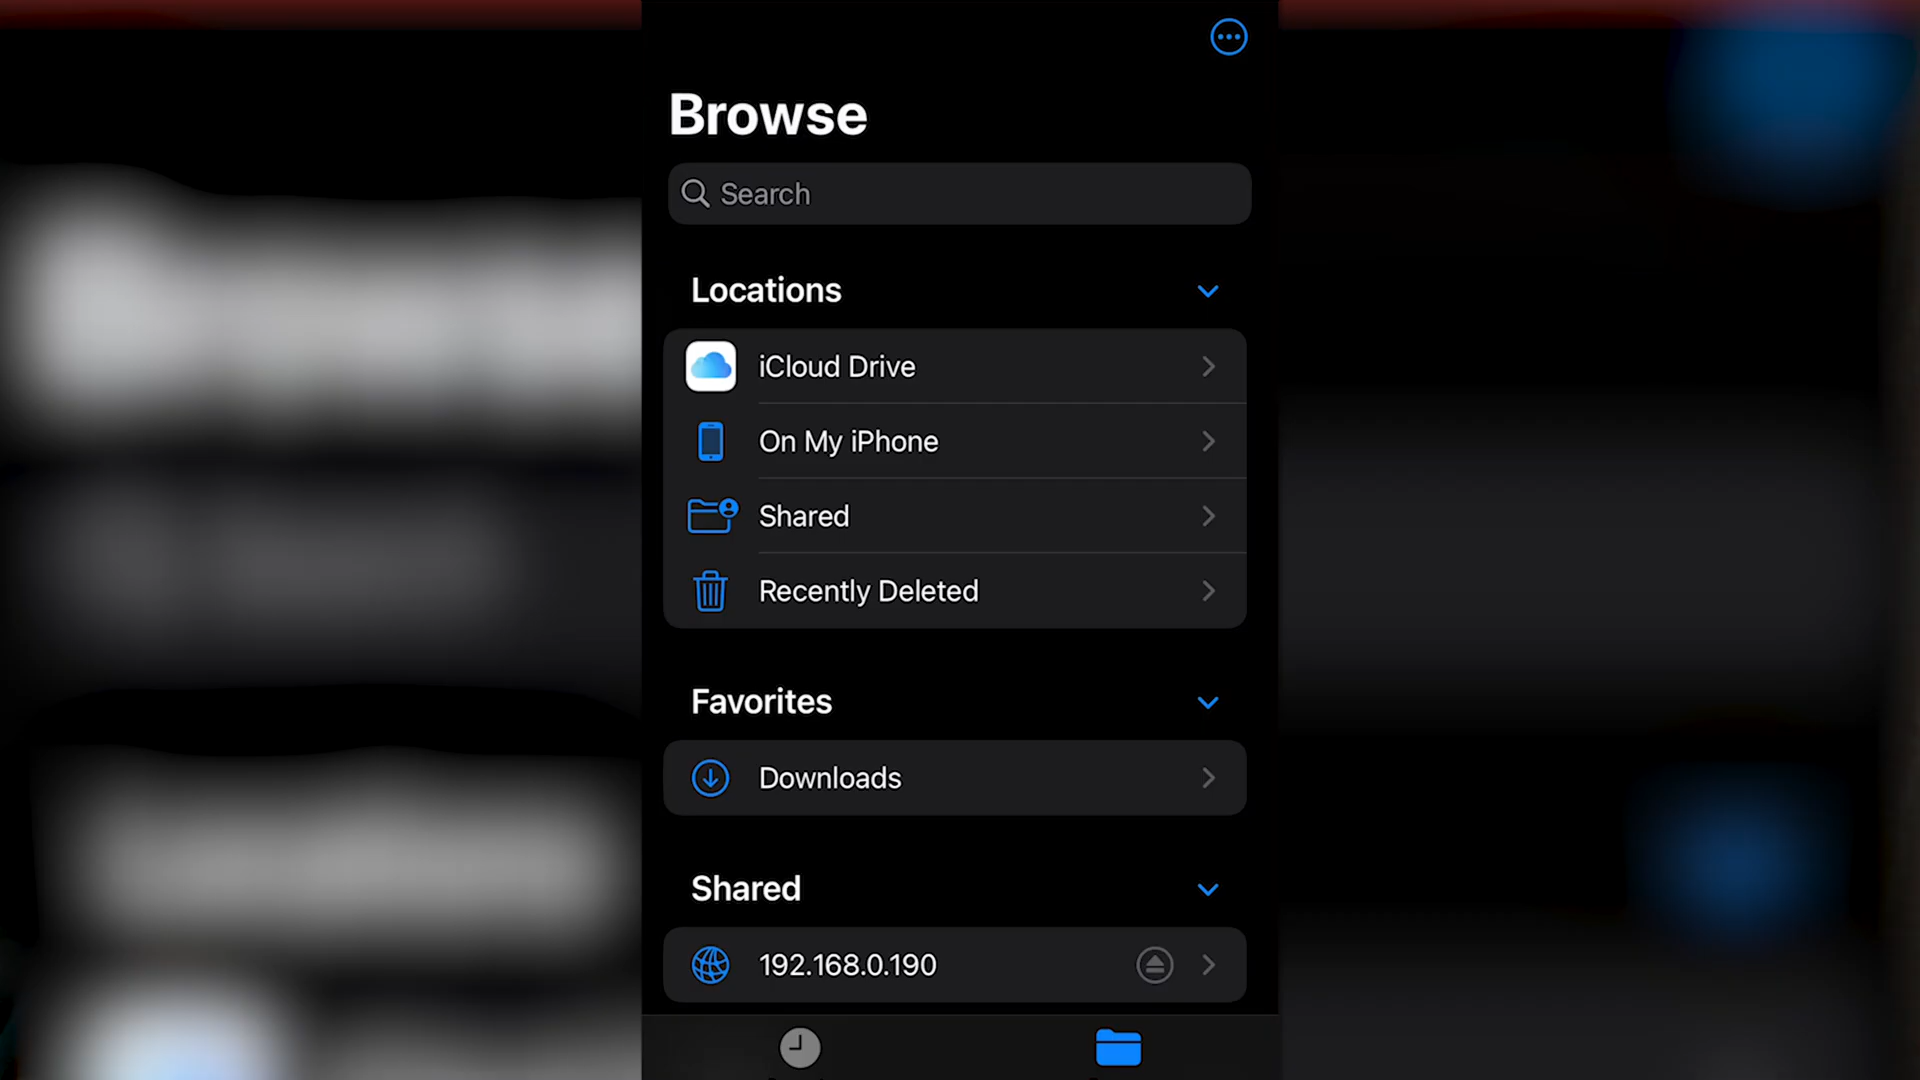 Browse
Search
Locations
iCloud Drive
On My iPhone
Shared
Recently Deleted
Favorites
Downloads
Shared
192.168.0.190